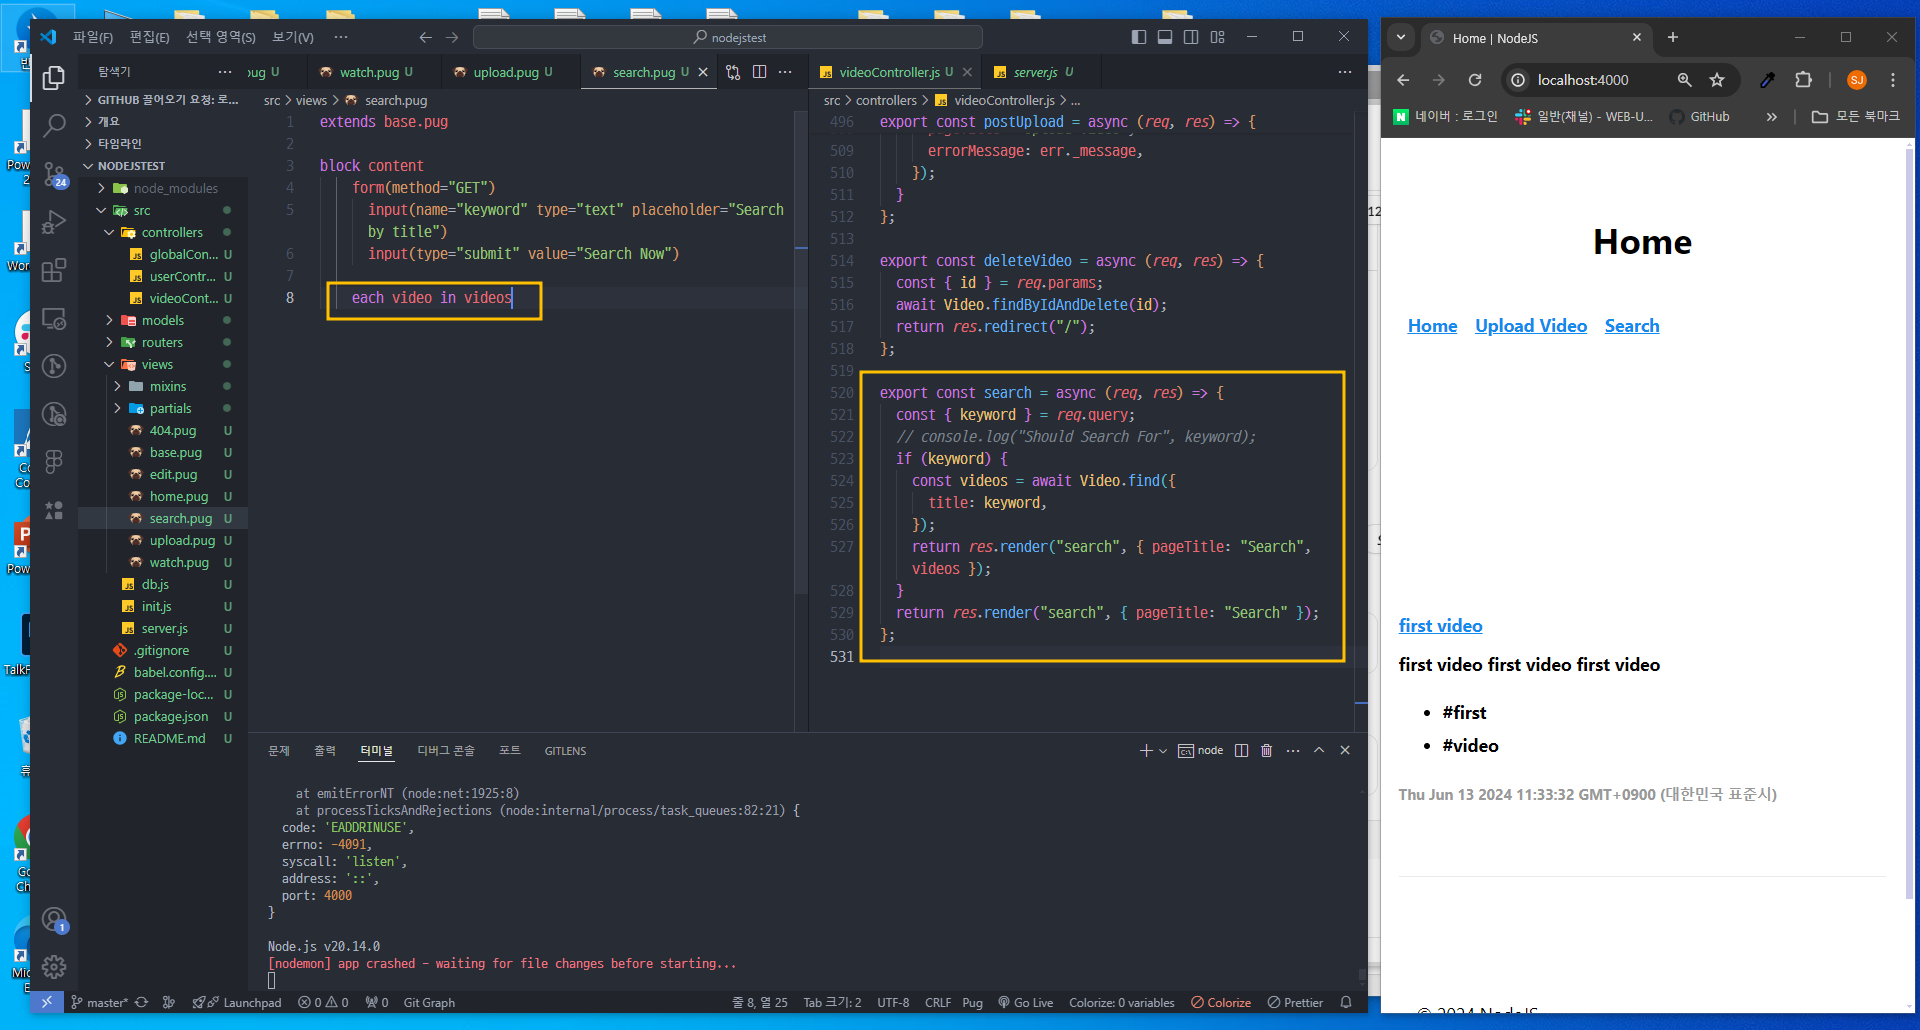 파일(F) 편집(E) 선택 영역(S) 보기(V) ···
nodejstest
탐색기 ···
GITHUB 끌어오기 요청: 로...
개요
타임라인
NODEJSTEST
node_modules
src
controllers
globalCon... U
userContr... U
videoCont... U
models
routers
views
mixins
partials
404.pug U
base.pug U
edit.pug U
home.pug U
search.pug U
upload.pug U
watch.pug U
db.js U
init.js U
server.js U
.gitignore U
babel.config.... U
package-loc... U
package.json U
README.md U
24
1
pug U watch.pug U upload.pug U search.pug U
src > views > search.pug
1 extends base.pug
2
3 block content
4 form(method="GET")
5 input(name="keyword" type="text" placeholder="Search
by title")
6 input(type="submit" value="Search Now")
7
8 each video in videos
videoController.js U server.js U
src > controllers > videoController.js > ...
496 export const postUpload = async (req, res) => {
509 errorMessage: err._message,
510 });
511 }
512 };
513
514 export const deleteVideo = async (req, res) => {
515 const { id } = req.params;
516 await Video.findByIdAndDelete(id);
517 return res.redirect("/");
518 };
519
520 export const search = async (req, res) => {
521 const { keyword } = req.query;
522 // console.log("Should Search For", keyword);
523 if (keyword) {
524 const videos = await Video.find({
525 title: keyword,
526 });
527 return res.render("search", { pageTitle: "Search",
videos });
528 }
529 return res.render("search", { pageTitle: "Search" });
530 };
531
문제 출력 터미널 디버그 콘솔 포트 GITLENS
node
at emitErrorNT (node:net:1925:8)
at processTicksAndRejections (node:internal/process/task_queues:82:21) {
code: 'EADDRINUSE',
errno: -4091,
syscall: 'listen',
address: '::',
port: 4000
}
Node.js v20.14.0
[nodemon] app crashed - waiting for file changes before starting...
master* Launchpad 0 0 0 Git Graph
줄 8, 열 25 Tab 크기: 2 UTF-8 CRLF Pug Go Live Colorize: 0 variables Colorize Prettier
Home | NodeJS
localhost:4000
SJ
네이버 : 로그인 일반(채널) - WEB-U... GitHub » 모든 북마크
Home
Home Upload Video Search
first video
first video first video first video
#first
#video
Thu Jun 13 2024 11:33:32 GMT+0900 (대한민국 표준시)
© 2024 NodeJS